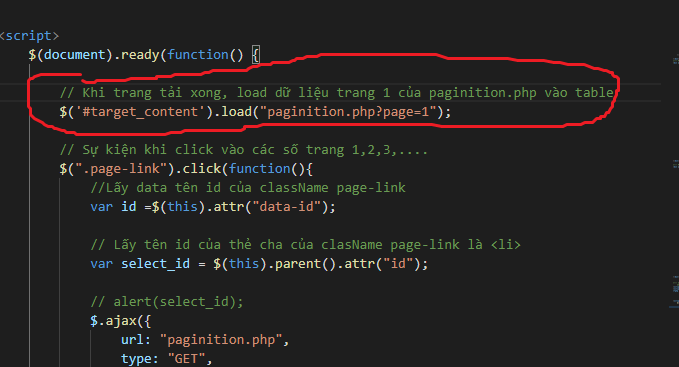 <script>
$(document).ready(function() {
// Khi trang tải xong, load dữ liệu trang 1 của paginition.php vào table
$('#target_content').load("paginition.php?page=1");
// Sự kiện khi click vào các số trang 1,2,3,....
$(".page-link").click(function(){
//Lấy data tên id của className page-link
var id =$(this).attr("data-id");
// Lấy tên id của thẻ cha của clasName page-link là <li>
var select_id = $(this).parent().attr("id");
// alert(select_id);
$.ajax({
url: "paginition.php",
type: "GET",